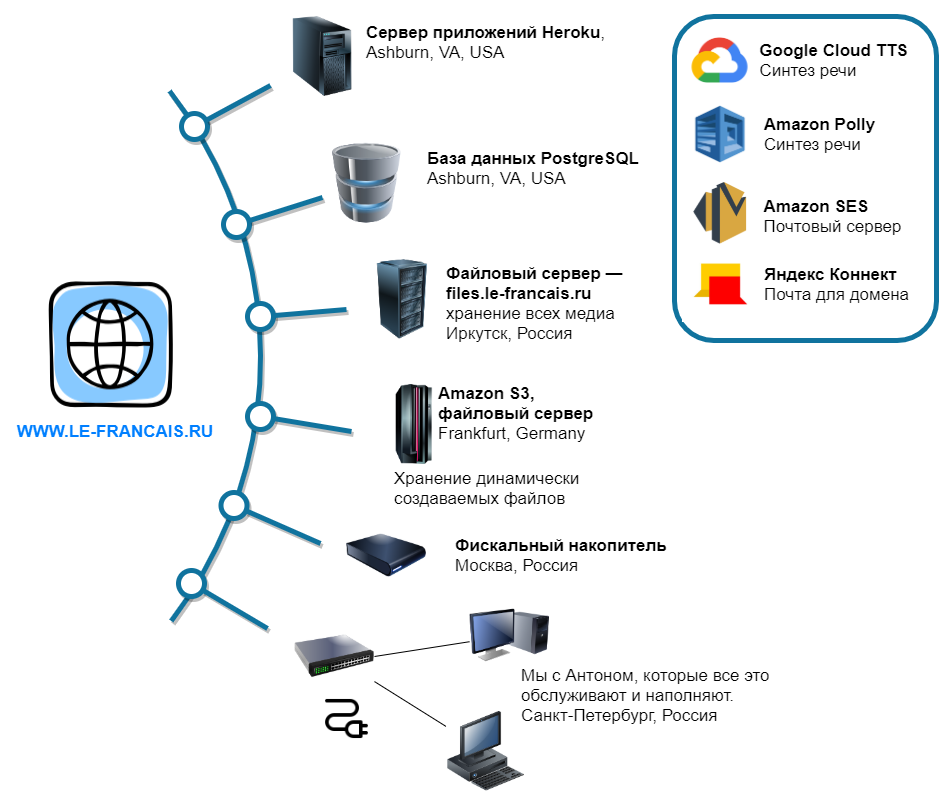 Сервер приложений Heroku,
Ashburn, VA, USA
База данных PostgreSQL
Ashburn, VA, USA
Файловый сервер —
files.le-francais.ru
хранение всех медиа
Иркутск, Россия
WWW.LE-FRANCAIS.RU
Amazon S3,
файловый сервер
Frankfurt, Germany
Хранение динамически
создаваемых файлов
Фискальный накопитель
Москва, Россия
Мы с Антоном, которые все это
обслуживают и наполняют.
Санкт-Петербург, Россия
Google Cloud TTS
Синтез речи
Amazon Polly
Синтез речи
Amazon SES
Почтовый сервер
Яндекс Коннект
Почта для домена